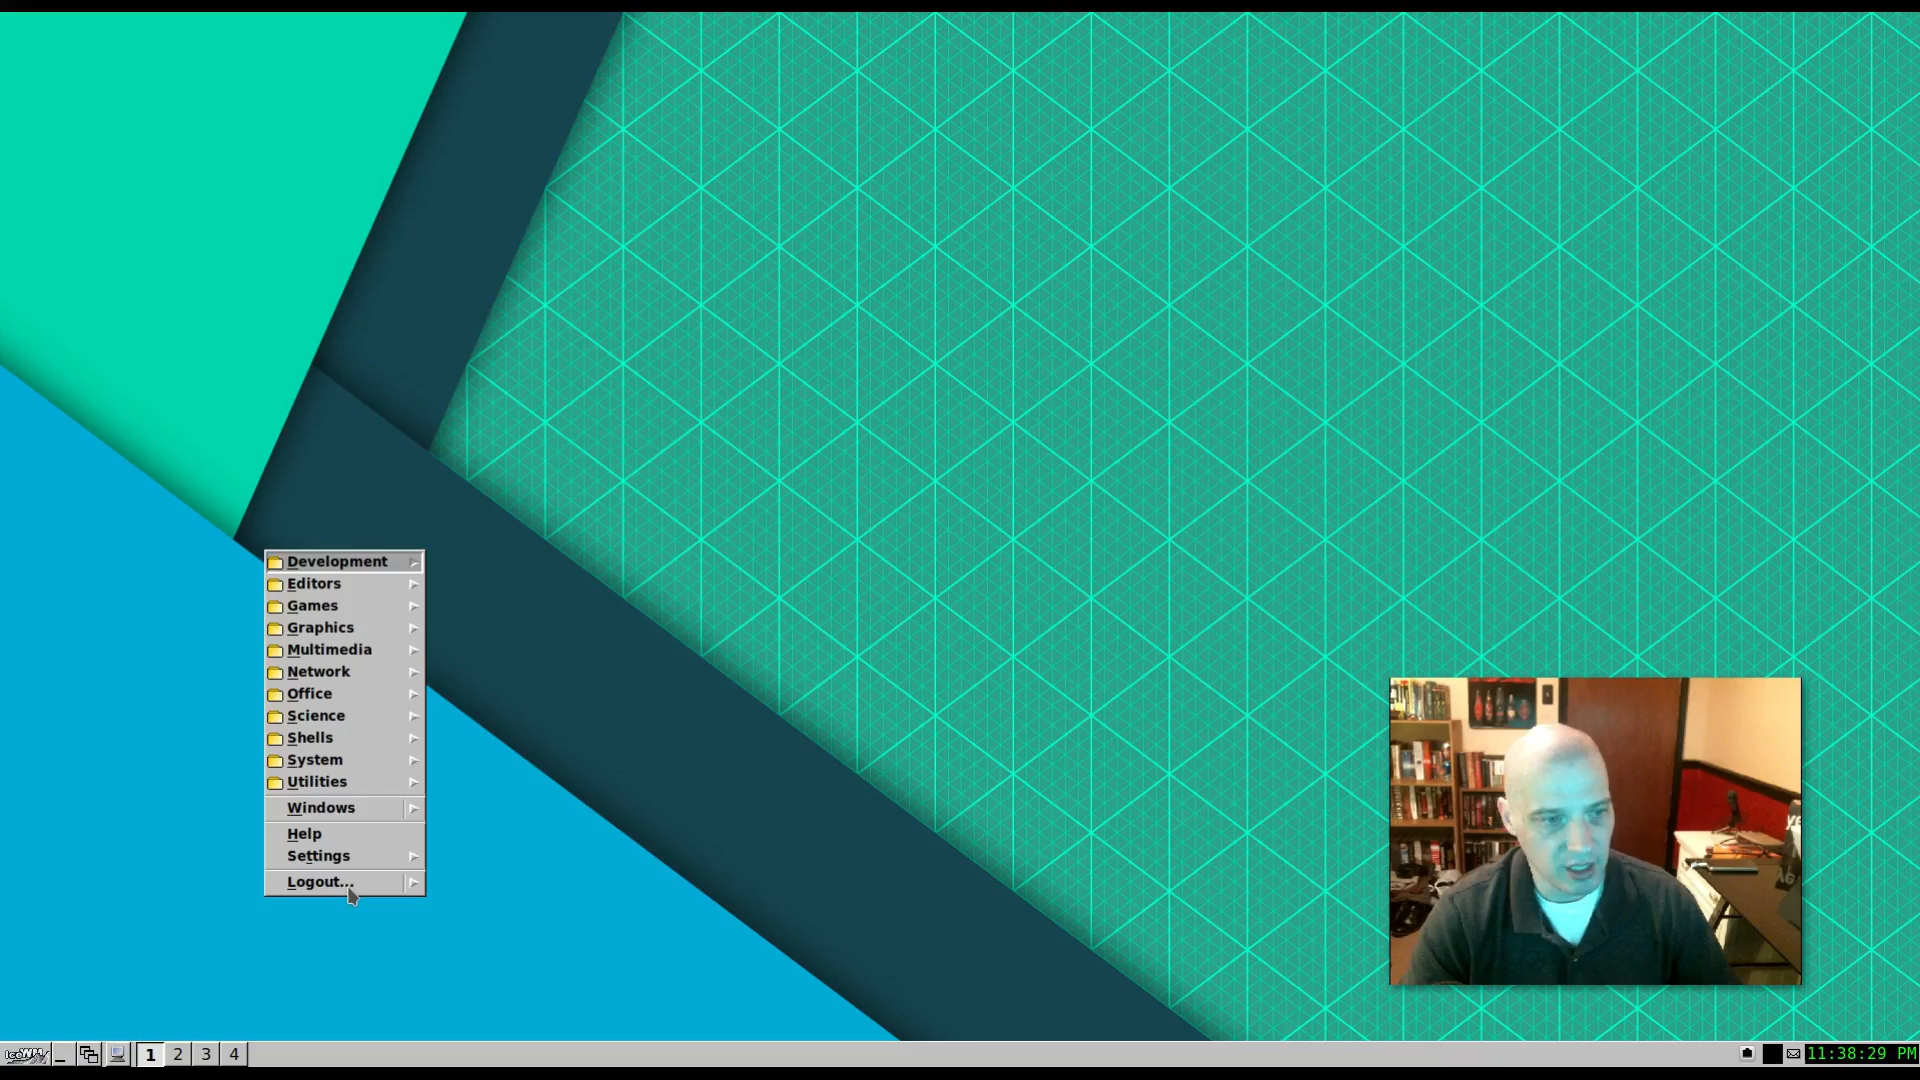 Development
Editors
Games
Graphics
Multimedia
Network
Office
Science
Shells
System
Utilities
Windows
Help
Settings
Logout...
IceWM
1 2 3 4
11:38:29 PM